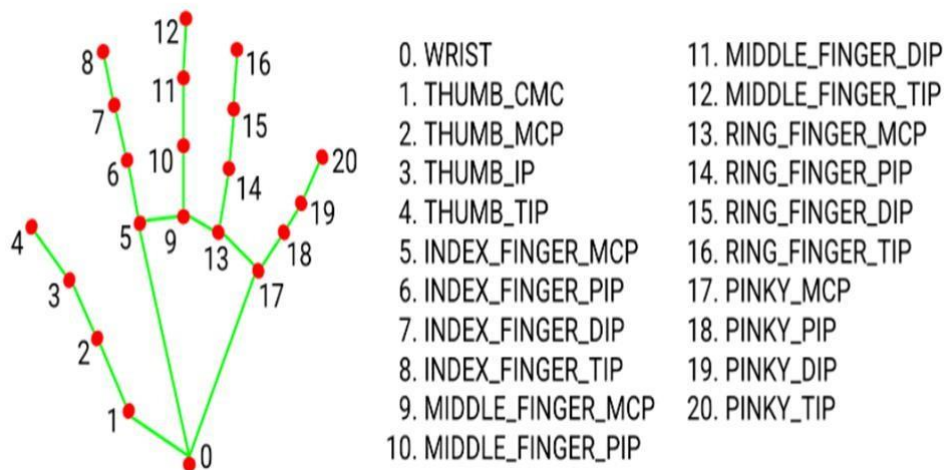 12
8
16
11
7
15
10
6
14
20
4
5
9
13
19
18
3
17
2
1
0
0. WRIST
1. THUMB_CMC
2. THUMB_MCP
3. THUMB_IP
4. THUMB_TIP
5. INDEX_FINGER_MCP
6. INDEX_FINGER_PIP
7. INDEX_FINGER_DIP
8. INDEX_FINGER_TIP
9. MIDDLE_FINGER_MCP
10. MIDDLE_FINGER_PIP
11. MIDDLE_FINGER_DIP
12. MIDDLE_FINGER_TIP
13. RING_FINGER_MCP
14. RING_FINGER_PIP
15. RING_FINGER_DIP
16. RING_FINGER_TIP
17. PINKY_MCP
18. PINKY_PIP
19. PINKY_DIP
20. PINKY_TIP